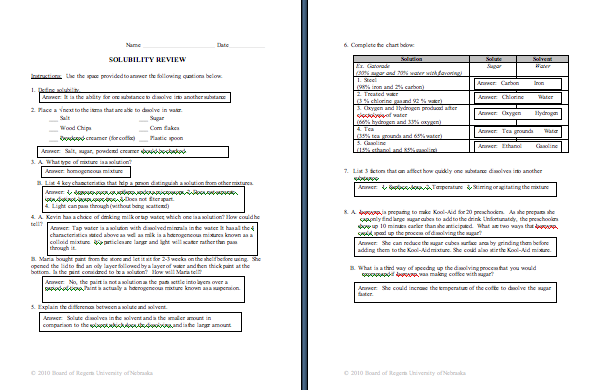 Name Date
SOLUBILITY REVIEW
Instructions: Use the space provided to answer the following questions below.
1. Define solubility.
Answer: It is the ability for one substance to dissolve into another substance
2. Place a √ next to the items that are able to dissolve in water.
Salt Sugar
Wood Chips Corn flakes
creamer (for coffee) Plastic spoon
Answer: Salt, sugar, powdered creamer
3. A. What type of mixture is a solution?
Answer: homogeneous mixture
B. List 4 key characteristics that help a person distinguish a solution from other mixtures.
Answer: 1.
Does not filter apart.
4. Light can pass through (without being scattered)
4. A. Kevin has a choice of drinking milk or tap water, which one is a solution? How could he
tell?
Answer: Tap water is a solution with dissolved minerals in the water. It has all the 4
characteristics stated above as well as milk is a heterogeneous mixtures known as a
colloid mixture. particles are large and light will scatter rather than pass
through it.
B. Maria bought paint from the store and let it sit for 2-3 weeks on the shelf before using. She
opened the lid to find an oily layer followed by a layer of water and then thick paint at the
bottom. Is the paint considered to be a solution? How will Maria tell?
Answer: No, the paint is not a solution as the parts settle into layers over a
Paint is actually a heterogeneous mixture known as a suspension.
5. Explain the differences between a solute and solvent.
Answer: Solute dissolves in the solvent and is the smaller amount in
comparison to the and is the larger amount
© 2010 Board of Regents University of Nebraska
6. Complete the chart below:
Solution Solute Solvent
Ex. Gatorade Sugar Water
(30% sugar and 70% water with flavoring)
1. Steel
(98% iron and 2% carbon)
Answer: Carbon Iron
2. Treated water
(3 % chlorine gas and 92 % water)
Answer: Chlorine Water
3. Oxygen and Hydrogen produced after
of water
(66% hydrogen and 33% oxygen)
Answer: Oxygen Hydrogen
4. Tea
(35% tea grounds and 65% water)
Answer: Tea grounds Water
5. Gasoline
(15% ethanol and 85% gasoline)
Answer: Ethanol Gasoline
7. List 3 factors that can affect how quickly one substance dissolves into another
Answer: 1. Temperature 3. Stirring or agitating the mixture
8. A. is preparing to make Kool-Aid for 20 preschoolers. As she prepares she
only find large sugar cubes to add to the drink. Unfortunately, the preschoolers
up 10 minutes earlier than she anticipated. What are two ways that
could speed up the process of dissolving the sugar?
Answer: She can reduce the sugar cubes surface area by grinding them before
adding them to the Kool-Aid mixture. She could also stir the Kool-Aid mixture.
B. What is a third way of speeding up the dissolving process that you would
if was making coffee with sugar?
Answer: She could increase the temperature of the coffee to dissolve the sugar
faster.
© 2010 Board of Regents University of Nebraska